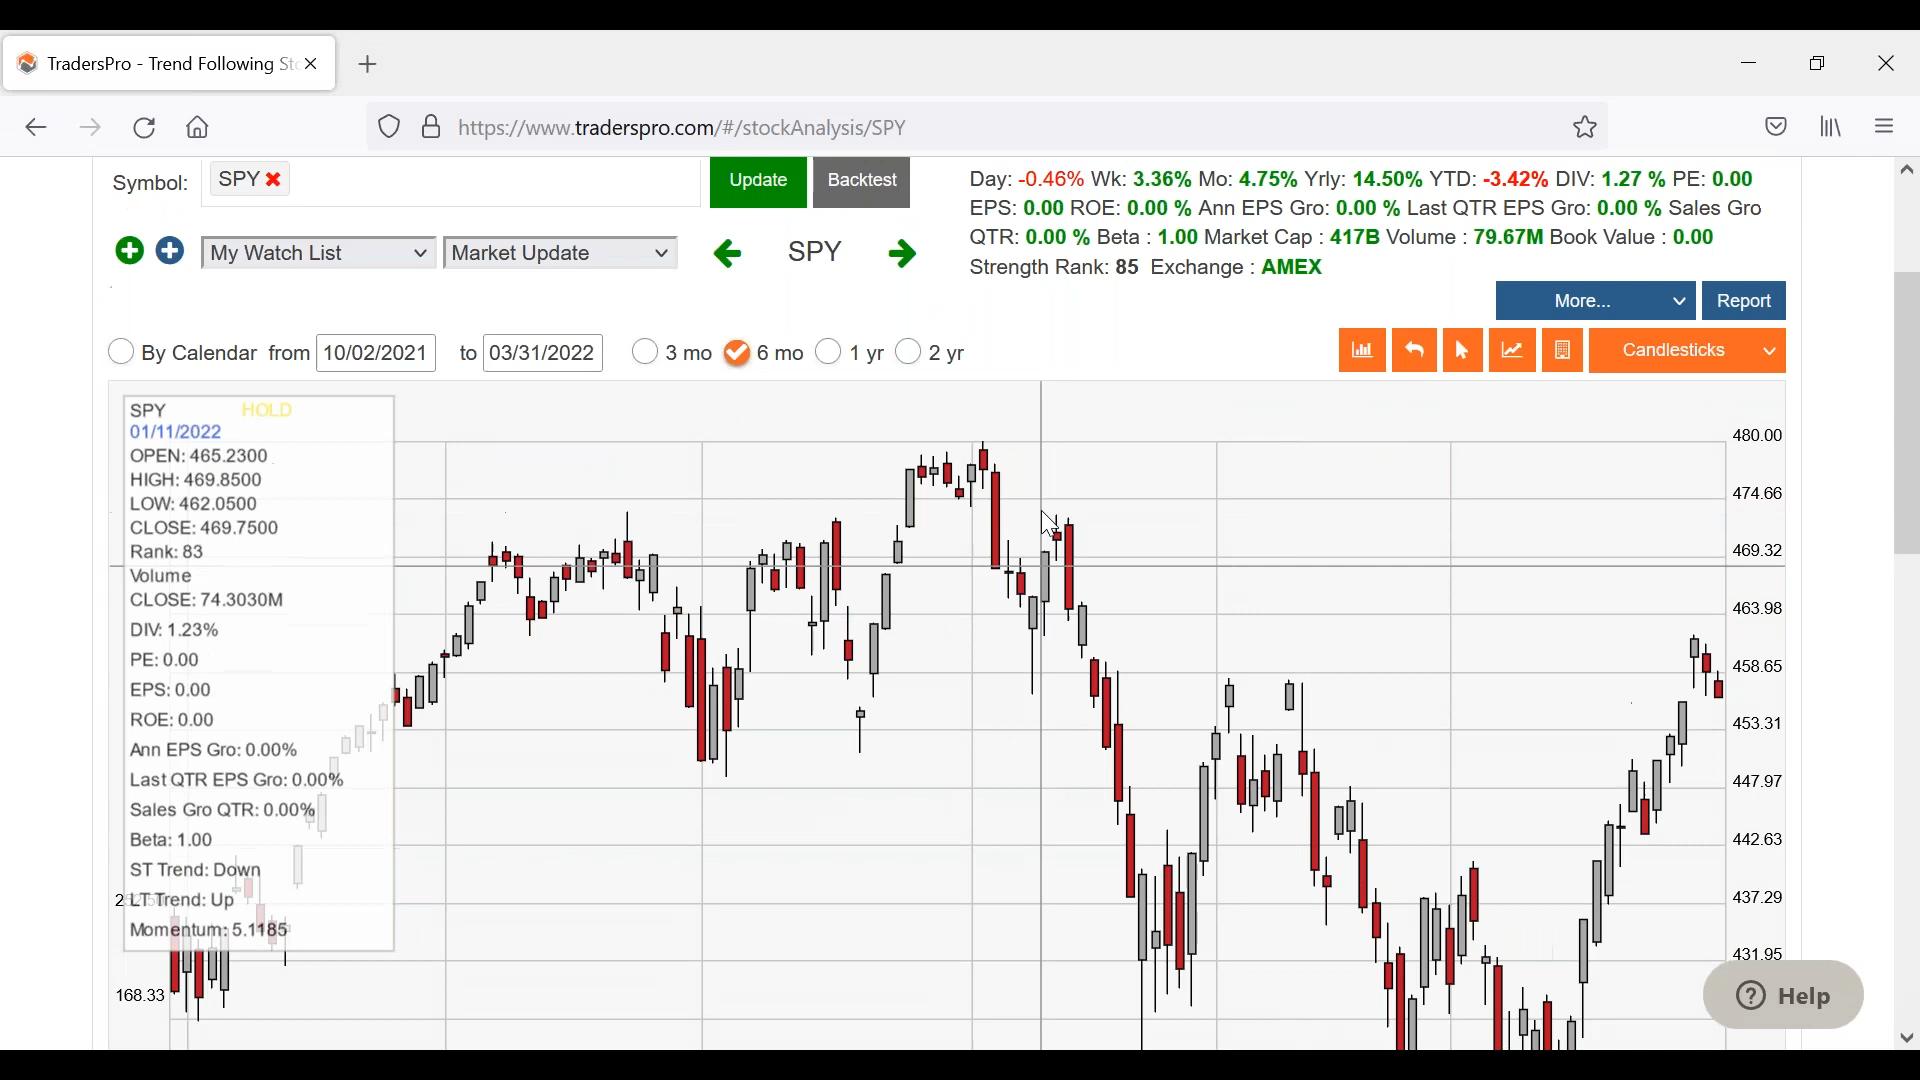 TradersPro - Trend Following Sto
https://www.traderspro.com/#/stockAnalysis/SPY
Symbol: SPY Update Backtest
Day: -0.46% Wk: 3.36% Mo: 4.75% Yrly: 14.50% YTD: -3.42% DIV: 1.27 % PE: 0.00
EPS: 0.00 ROE: 0.00 % Ann EPS Gro: 0.00 % Last QTR EPS Gro: 0.00 % Sales Gro
QTR: 0.00 % Beta : 1.00 Market Cap : 417B Volume : 79.67M Book Value : 0.00
Strength Rank: 85 Exchange : AMEX
My Watch List Market Update SPY
More... Report
By Calendar from 10/02/2021 to 03/31/2022 3 mo 6 mo 1 yr 2 yr Candlesticks
SPY HOLD
01/11/2022
OPEN: 465.2300
HIGH: 469.8500
LOW: 462.0500
CLOSE: 469.7500
Rank: 83
Volume
CLOSE: 74.3030M
DIV: 1.23%
PE: 0.00
EPS: 0.00
ROE: 0.00
Ann EPS Gro: 0.00%
Last QTR EPS Gro: 0.00%
Sales Gro QTR: 0.00%
Beta: 1.00
ST Trend: Down
LT Trend: Up
Momentum: 5.1185
168.33
480.00
474.66
469.32
463.98
458.65
453.31
447.97
442.63
437.29
431.95
Help